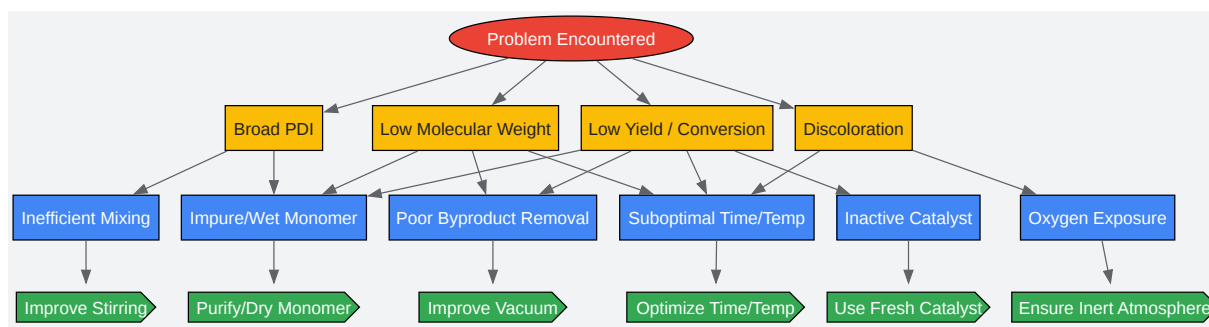 Problem Encountered
Broad PDI
Low Molecular Weight
Low Yield / Conversion
Discoloration
Inefficient Mixing
Impure/Wet Monomer
Poor Byproduct Removal
Suboptimal Time/Temp
Inactive Catalyst
Oxygen Exposure
Improve Stirring
Purify/Dry Monomer
Improve Vacuum
Optimize Time/Temp
Use Fresh Catalyst
Ensure Inert Atmosphere